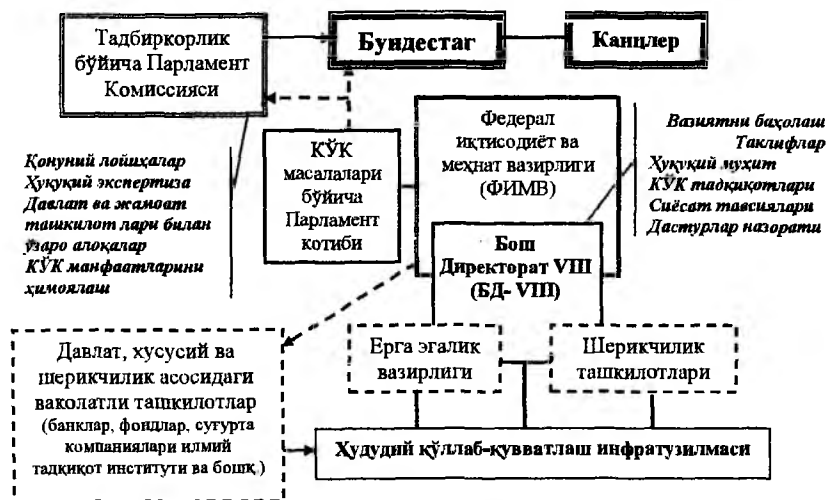 Тадбиркорлик
бўйича Парламент
Комиссияси
Бундестаг
Канцлер
КЎК
масалалари
бўйича
Парламент
котиби
Федерал
иқтисодиёт ва
меҳнат вазирлиги
(ФИМВ)
Вазиятни баҳолаш
Таклифлар
Ҳуқуқий муҳит
КЎК тадқиқотлари
Сиёсат тавсиялари
Дастурлар назорати
Қонуний лойиҳалар
Ҳуқуқий экспертиза
Давлат ва жамоат
ташкилот лари билан
ўзаро алоқалар
КЎК манфаатларини
ҳимоялаш
Бош
Директорат VIII
(БД- VIII)
Давлат, хусусий ва
шерикчилик асосидаги
ваколатли ташкилотлар
(банклар, фондлар, суғурта
компаниялари илмий
тадқиқот институти ва бошқ.)
Ерга эгалик
вазирлиги
Шерикчилик
ташкилотлари
Ҳудудий қўллаб-қувватлаш инфратузилмаси